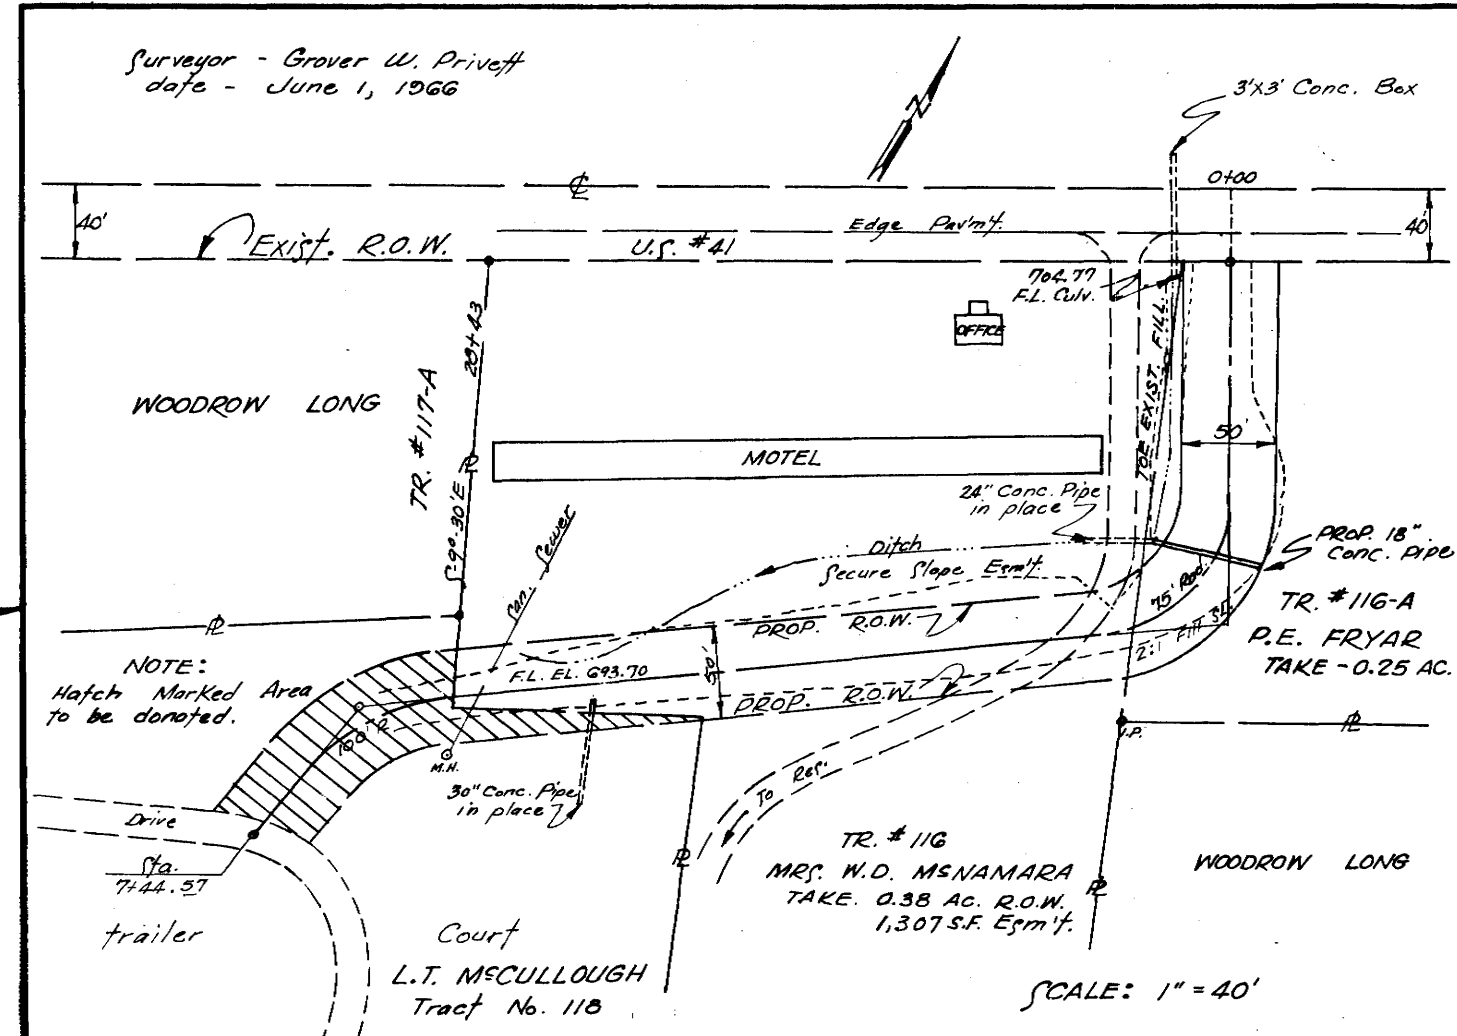 Surveyor - Grover W. Privett
date - June 1, 1966
N
3'X3' Conc. Box
0+00
40'
40'
Exist. R.O.W.
U.S. #41
Edge Pav'm't.
704.77
F.L. Culv.
OFFICE
20+43
TR. #117-A
S-9°-30'E
WOODROW LONG
MOTEL
TOE EXIST. FILL
50'
24" Conc. Pipe
in place
PROP. 18"
Conc. Pipe
San. Sewer
Ditch
Secure Slope Esm't.
75' Rad.
TR. #116-A
P.E. FRYAR
TAKE - 0.25 AC.
PROP. R.O.W.
2:1
NOTE:
Hatch Marked Area
to be donated.
F.L. EL. 693.70
50'
PROP. R.O.W.
I.P.
M.H.
30" Conc. Pipe
in place
To Res.
Drive
Sta.
7+44.57
TR. #116
MRS. W.D. McNAMARA
TAKE. 0.38 AC. R.O.W.
1,307 S.F. Esm't.
WOODROW LONG
trailer Court
L.T. McCULLOUGH
Tract No. 118
SCALE: 1" = 40'